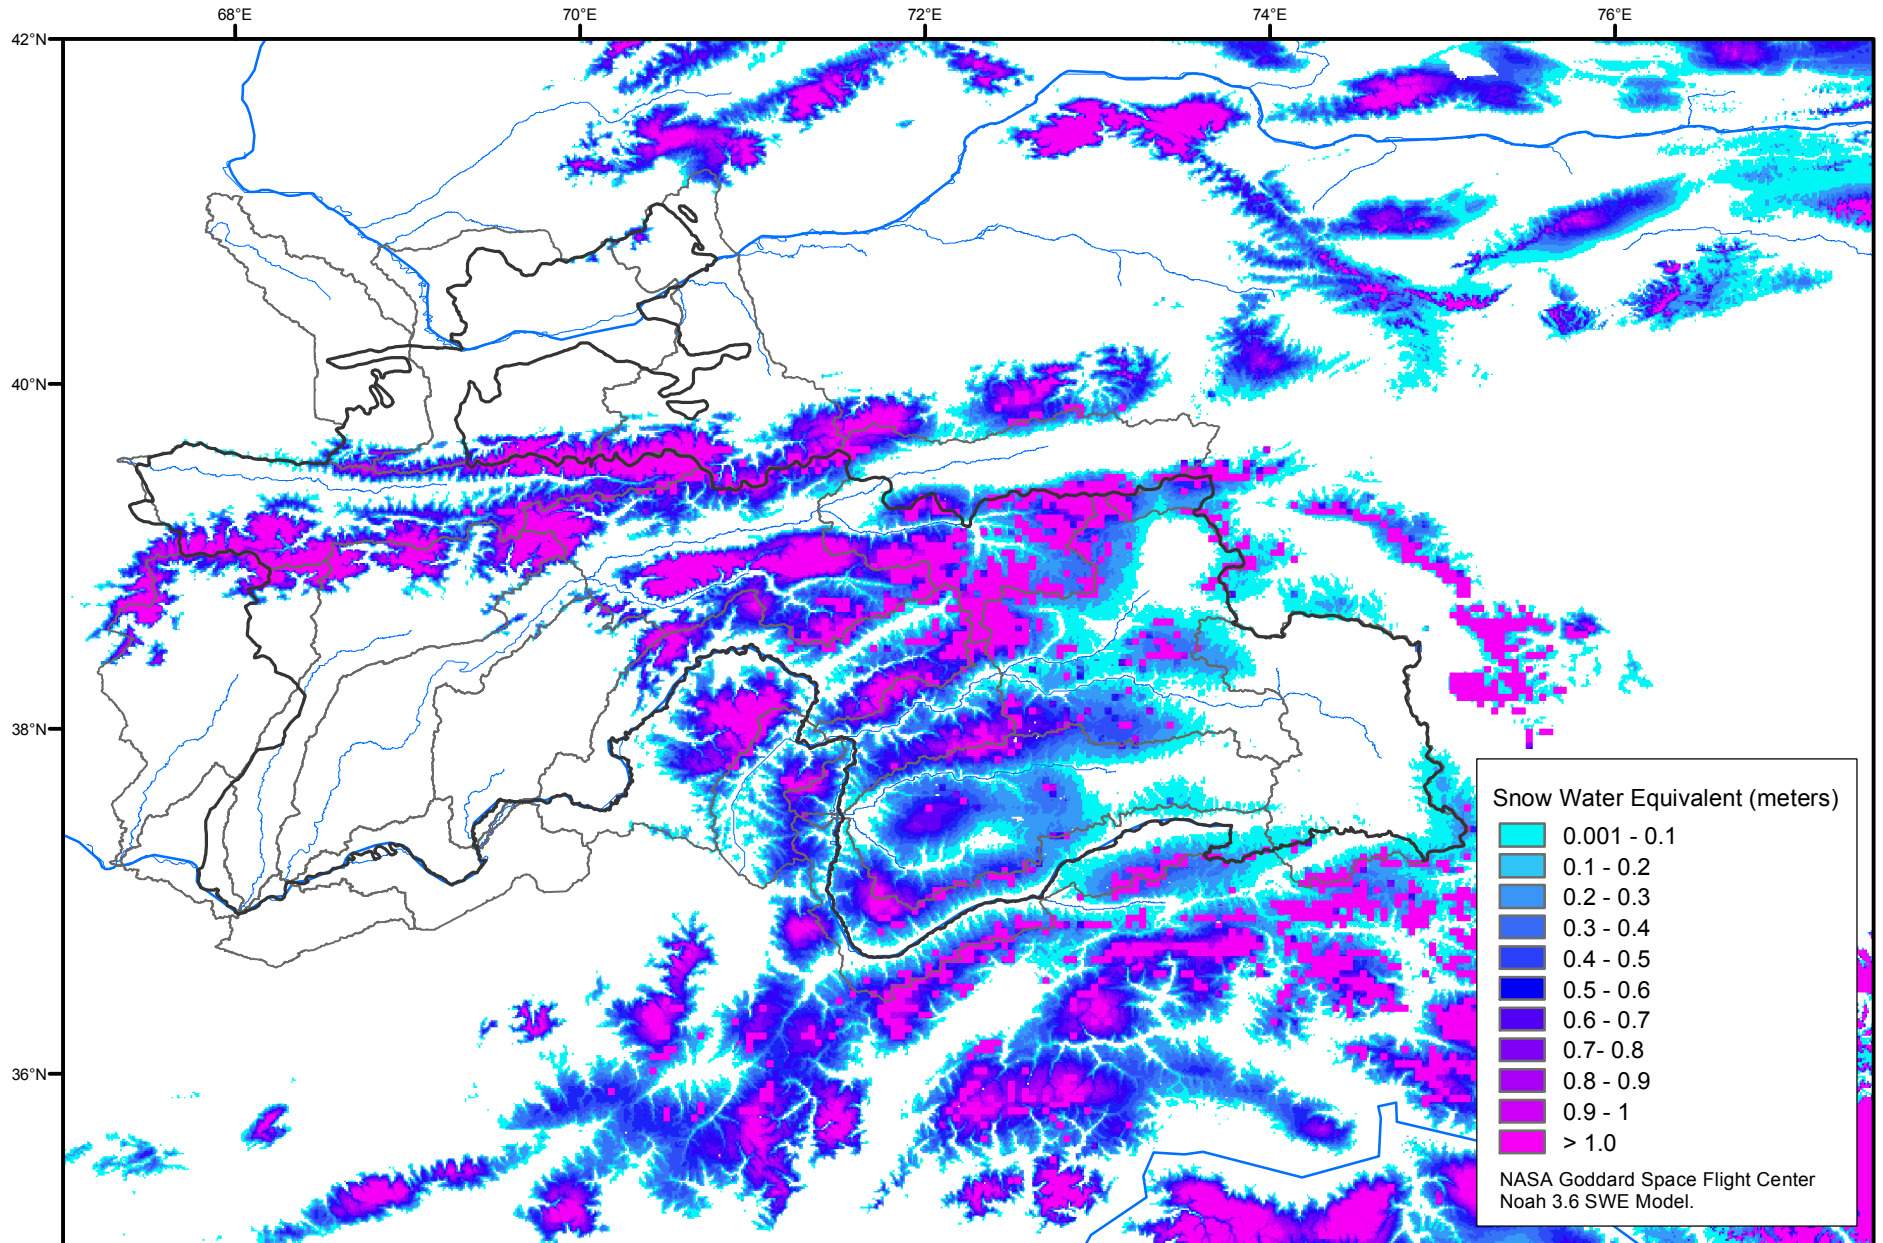 68°E 70°E 72°E 74°E 76°E
42°N
40°N
38°N
36°N
Snow Water Equivalent (meters)
0.001 - 0.1
0.1 - 0.2
0.2 - 0.3
0.3 - 0.4
0.4 - 0.5
0.5 - 0.6
0.6 - 0.7
0.7- 0.8
0.8 - 0.9
0.9 - 1
> 1.0
NASA Goddard Space Flight Center
Noah 3.6 SWE Model.